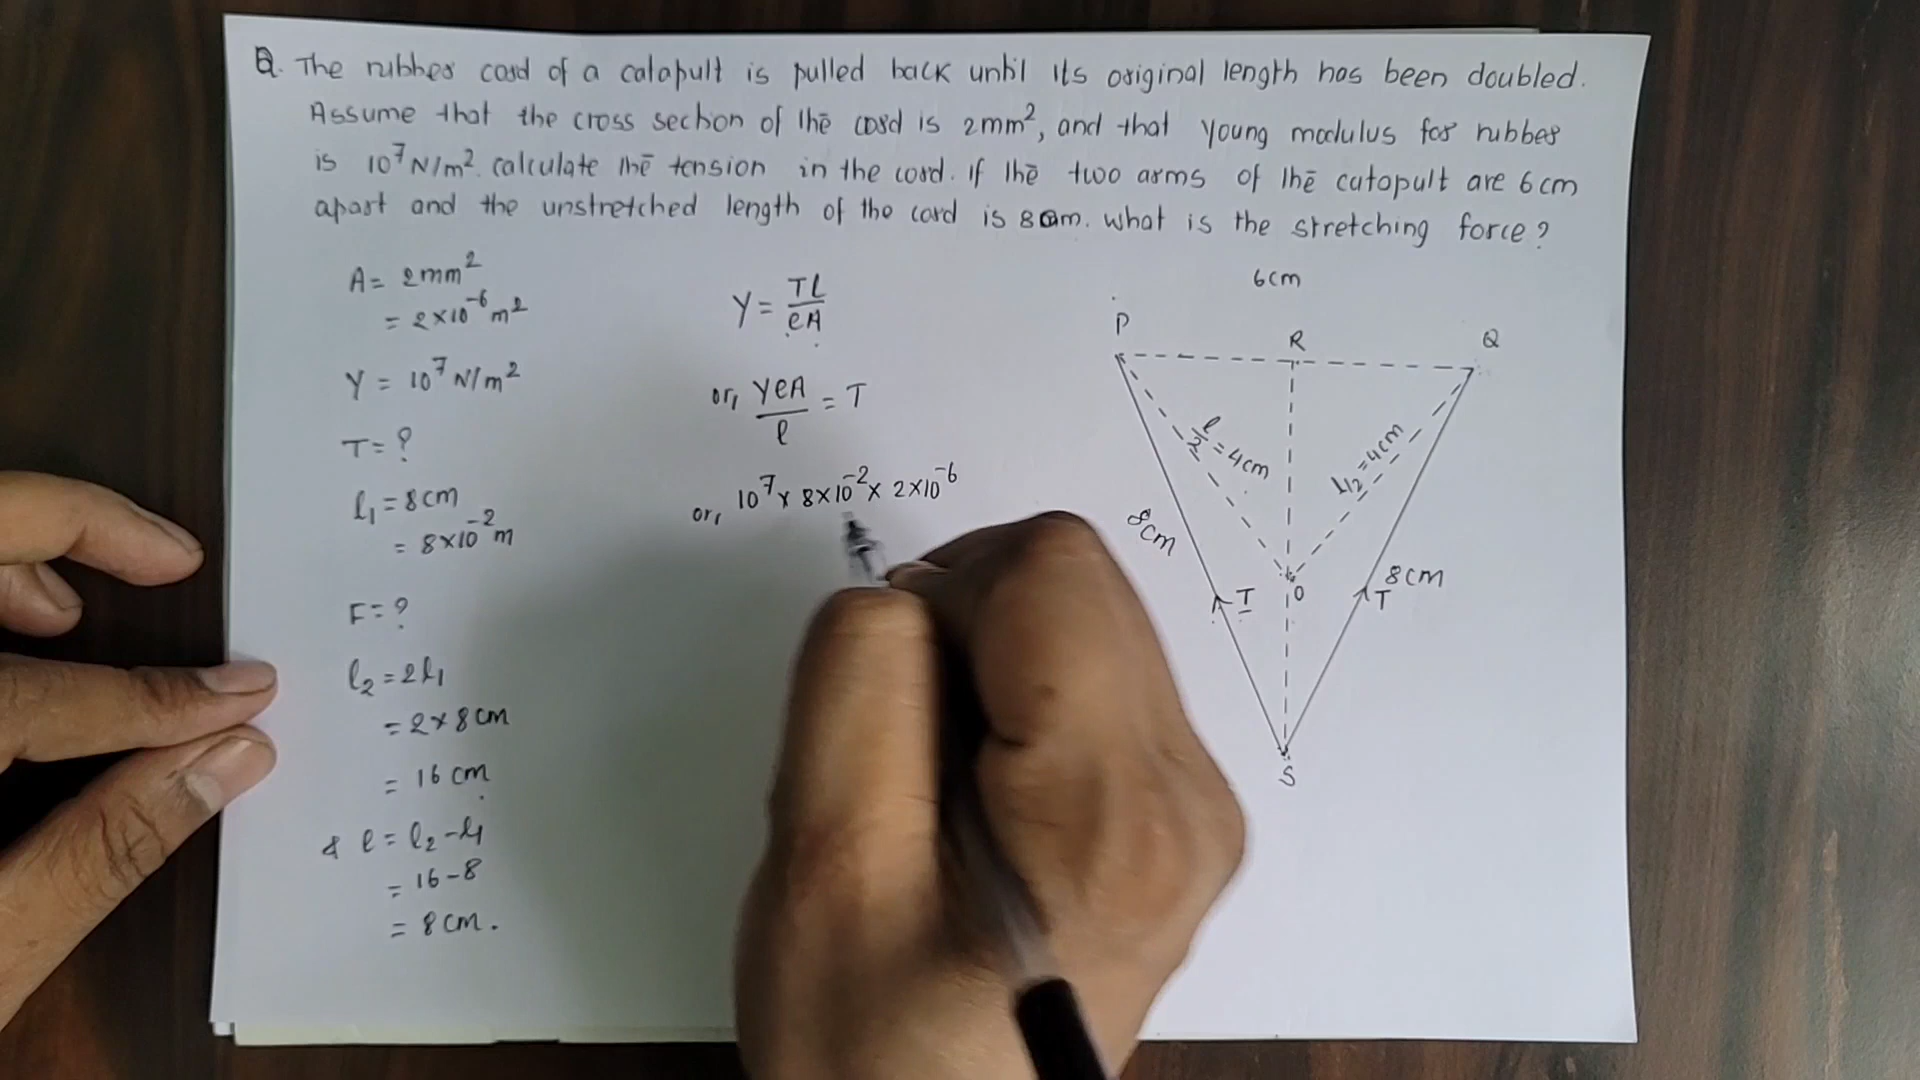 Q. The rubber cord of a catapult is pulled back until its original length has been doubled.
Assume that the cross section of the cord is 2mm², and that young modulus for rubber
is 10⁷ N/m². calculate the tension in the cord. If the two arms of the catapult are 6cm
apart and the unstretched length of the cord is 8cm. what is the stretching force?
A = 2mm²
= 2×10⁻⁶ m²
Y = 10⁷ N/m²
T = ?
l₁ = 8cm
= 8×10⁻² m
F = ?
l₂ = 2l₁
= 2×8cm
= 16cm
& e = l₂-l₁
= 16-8
= 8cm.
Y = Tl/eA
or, YeA/l = T
or, 10⁷ × 8×10⁻² × 2×10⁻⁶
6cm
P
R
Q
l/2 = 4cm
l/2 = 4cm
8cm
8cm
T
T
O
S